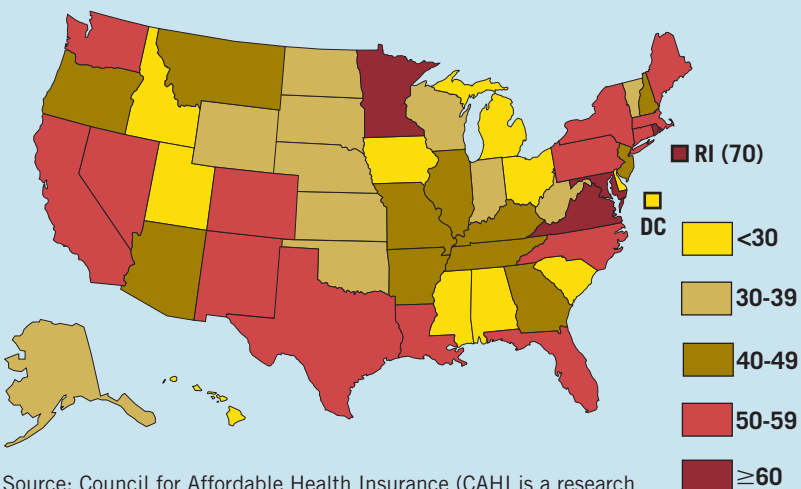 RI (70)
DC
<30
30-39
40-49
50-59
≥60
Source: Council for Affordable Health Insurance (CAHI is a research